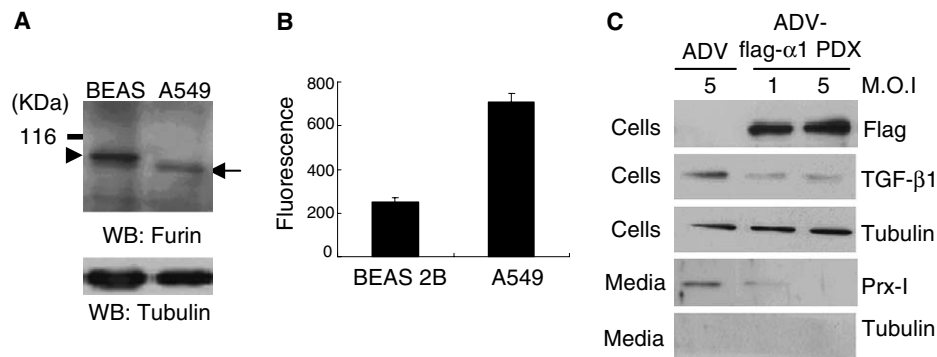 A
BEAS A549
(KDa)
116
WB: Furin
WB: Tubulin
B
Fluorescence
800
600
400
200
0
BEAS 2B A549
C
ADV-
ADV flag-α1 PDX
5 1 5 M.O.I
Cells Flag
Cells TGF-β1
Cells Tubulin
Media Prx-I
Media Tubulin